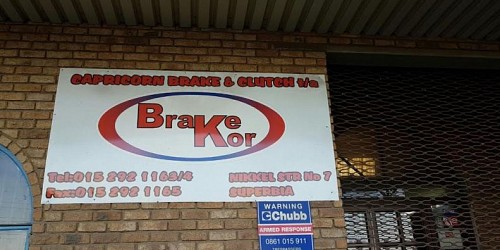 CAPRICORN BRAKE & CLUTCH t/a
Brake
Kor
Tel:015 292 1163/4
Fax:015 292 1165
NIKKEL STR No 7
SUPERBIA
WARNING
Chubb
ARMED RESPONSE
0861 015 911